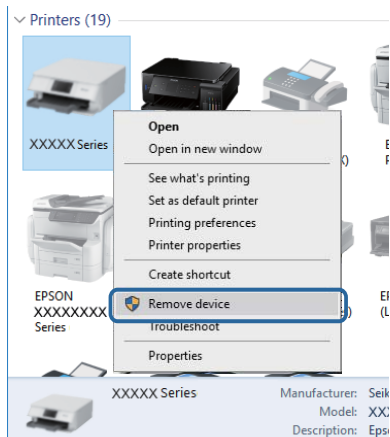 Printers (19)
XXXXX Series
Open
Open in new window
See what's printing
Set as default printer
Printing preferences
Printer properties
Create shortcut
Remove device
Troubleshoot
Properties
EPSON
XXXXXXXX
Series
XXXXX Series
Manufacturer:
Model:
Description: